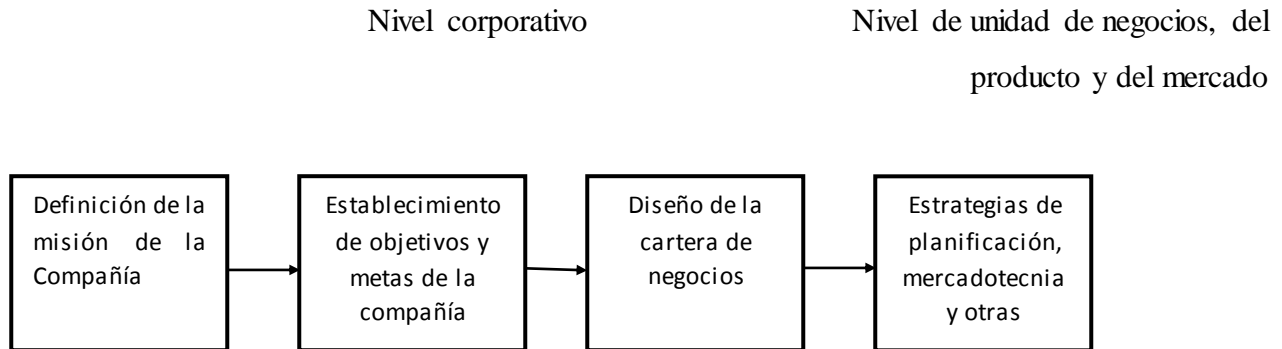 Nivel corporativo
Nivel de unidad de negocios, del
producto y del mercado
Definición de la
misión de la
Compañía
Establecimiento
de objetivos y
metas de la
compañía
Diseño de la
cartera de
negocios
Estrategias de
planificación,
mercadotecnia
y otras